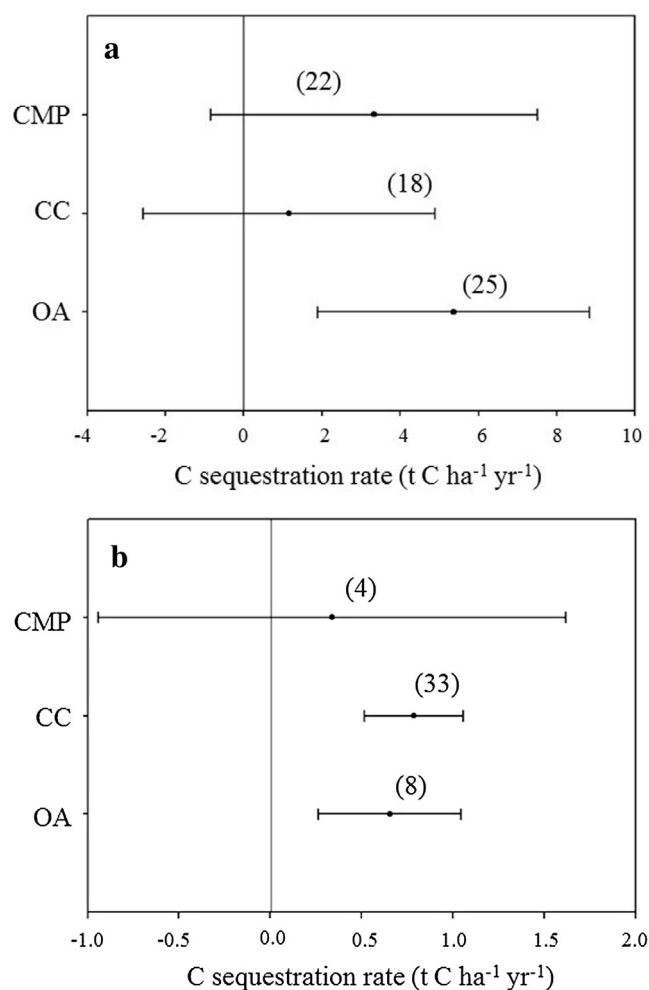 a
(22)
CMP
(18)
CC
(25)
OA
-4 -2 0 2 4 6 8 10
C sequestration rate (t C ha⁻¹ yr⁻¹)
b
(4)
CMP
(33)
CC
(8)
OA
-1.0 -0.5 0.0 0.5 1.0 1.5 2.0
C sequestration rate (t C ha⁻¹ yr⁻¹)